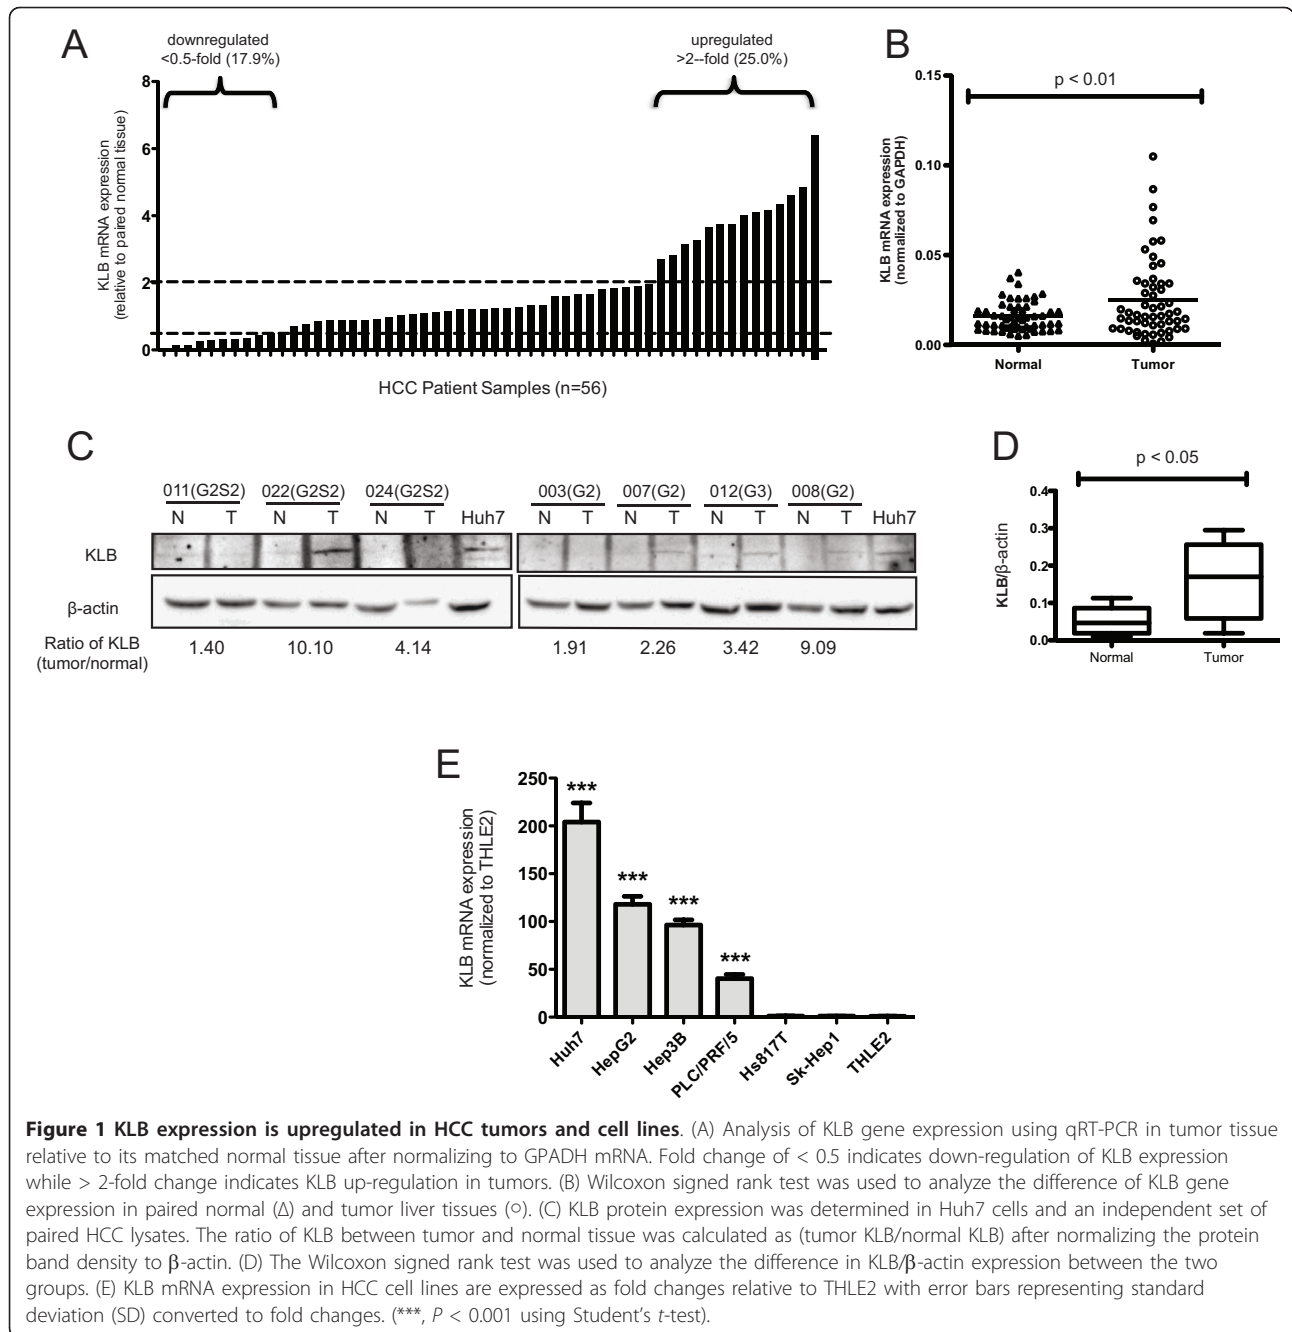 A
downregulated
<0.5-fold (17.9%)
upregulated
>2--fold (25.0%)
KLB mRNA expression
(relative to paired normal tissue)
8
6
4
2
0
HCC Patient Samples (n=56)
B
p < 0.01
KLB mRNA expression
(normalized to GAPDH)
0.15
0.10
0.05
0.00
Normal Tumor
C
011(G2S2) 022(G2S2) 024(G2S2)
N T N T N T Huh7
003(G2) 007(G2) 012(G3) 008(G2)
N T N T N T N T Huh7
KLB
β-actin
Ratio of KLB
(tumor/normal)
1.40 10.10 4.14 1.91 2.26 3.42 9.09
D
p < 0.05
KLB/β-actin
0.4
0.3
0.2
0.1
0.0
Normal Tumor
E
KLB mRNA expression
(normalized to THLE2)
250
200
150
100
50
0
*** *** *** ***
Huh7 HepG2 Hep3B PLC/PRF/5 Hs817T Sk-Hep1 THLE2
Figure 1 KLB expression is upregulated in HCC tumors and cell lines. (A) Analysis of KLB gene expression using qRT-PCR in tumor tissue
relative to its matched normal tissue after normalizing to GPADH mRNA. Fold change of < 0.5 indicates down-regulation of KLB expression
while > 2-fold change indicates KLB up-regulation in tumors. (B) Wilcoxon signed rank test was used to analyze the difference of KLB gene
expression in paired normal (Δ) and tumor liver tissues (○). (C) KLB protein expression was determined in Huh7 cells and an independent set of
paired HCC lysates. The ratio of KLB between tumor and normal tissue was calculated as (tumor KLB/normal KLB) after normalizing the protein
band density to β-actin. (D) The Wilcoxon signed rank test was used to analyze the difference in KLB/β-actin expression between the two
groups. (E) KLB mRNA expression in HCC cell lines are expressed as fold changes relative to THLE2 with error bars representing standard
deviation (SD) converted to fold changes. (***, P < 0.001 using Student's t-test).